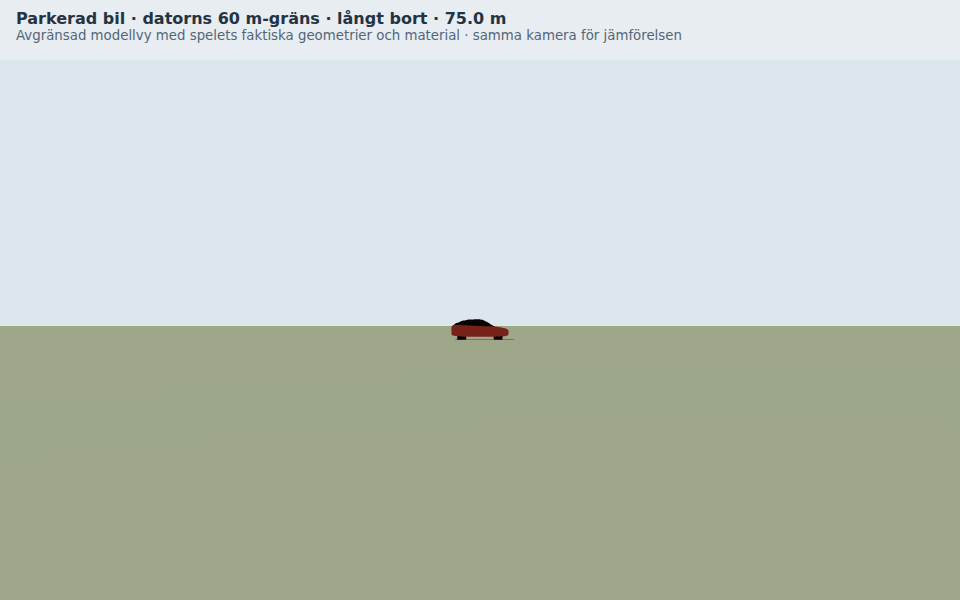 Parkerad bil · datorns 60 m-gräns · långt bort · 75.0 m
Avgränsad modellvy med spelets faktiska geometrier och material · samma kamera för jämförelsen